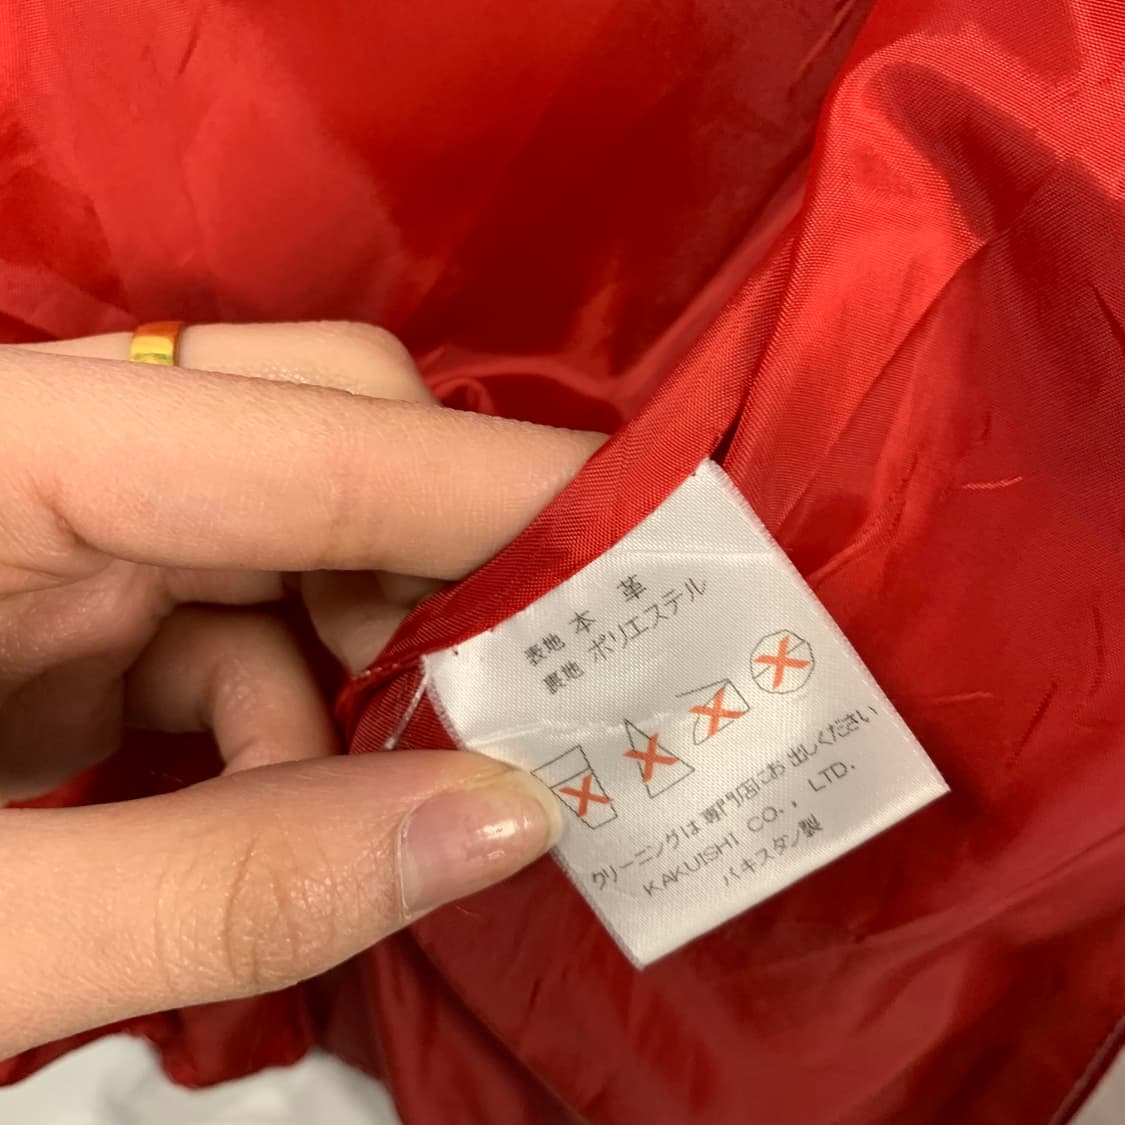 表地 本 革
裏地 ポリエステル
クリーニングは専門店にお出しください
KAKUISHI CO., LTD.
パキスタン製